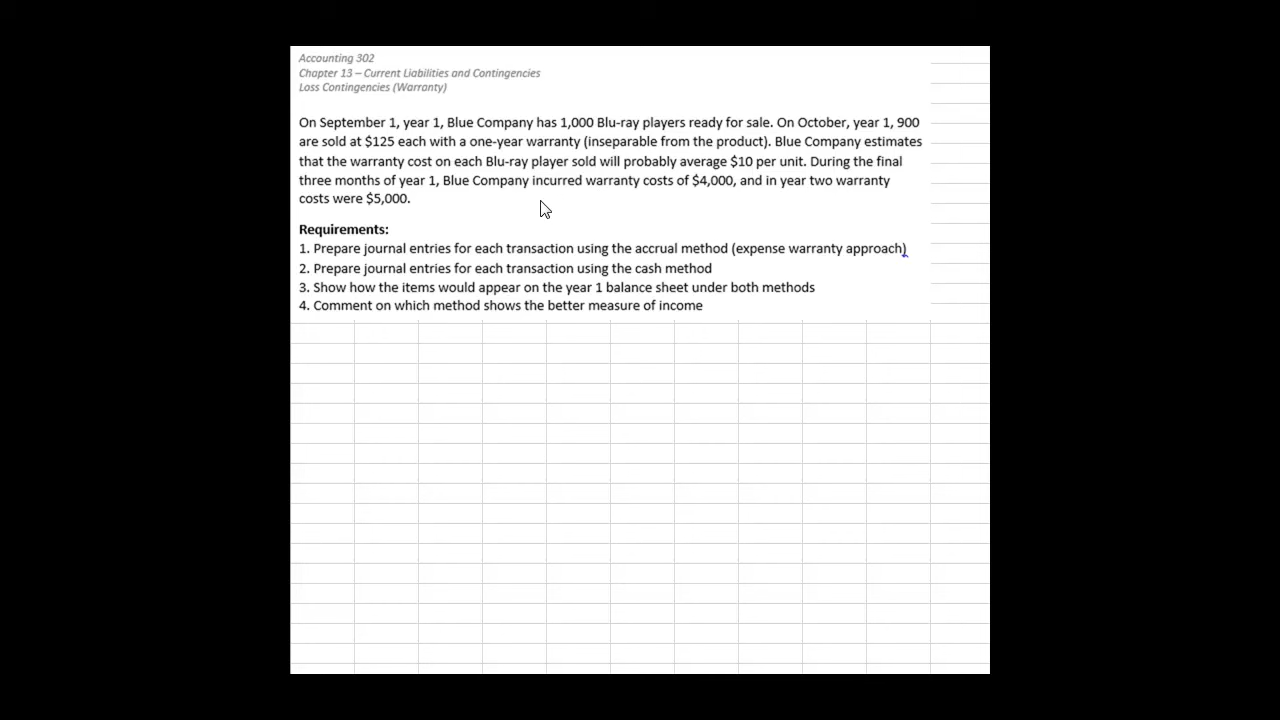 Accounting 302
Chapter 13 – Current Liabilities and Contingencies
Loss Contingencies (Warranty)
On September 1, year 1, Blue Company has 1,000 Blu-ray players ready for sale. On October, year 1, 900
are sold at $125 each with a one-year warranty (inseparable from the product). Blue Company estimates
that the warranty cost on each Blu-ray player sold will probably average $10 per unit. During the final
three months of year 1, Blue Company incurred warranty costs of $4,000, and in year two warranty
costs were $5,000.
Requirements:
1. Prepare journal entries for each transaction using the accrual method (expense warranty approach)
2. Prepare journal entries for each transaction using the cash method
3. Show how the items would appear on the year 1 balance sheet under both methods
4. Comment on which method shows the better measure of income